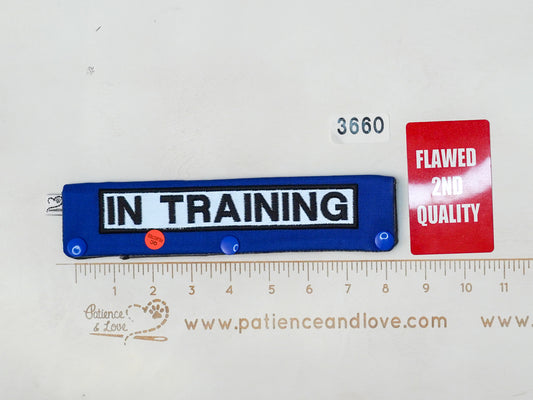 3660
FLAWED
2ND
QUALITY
IN TRAINING
1 2 3 4 5 6 7 8 9 10 11
Patience
& Love
www.patienceandlove.com
www